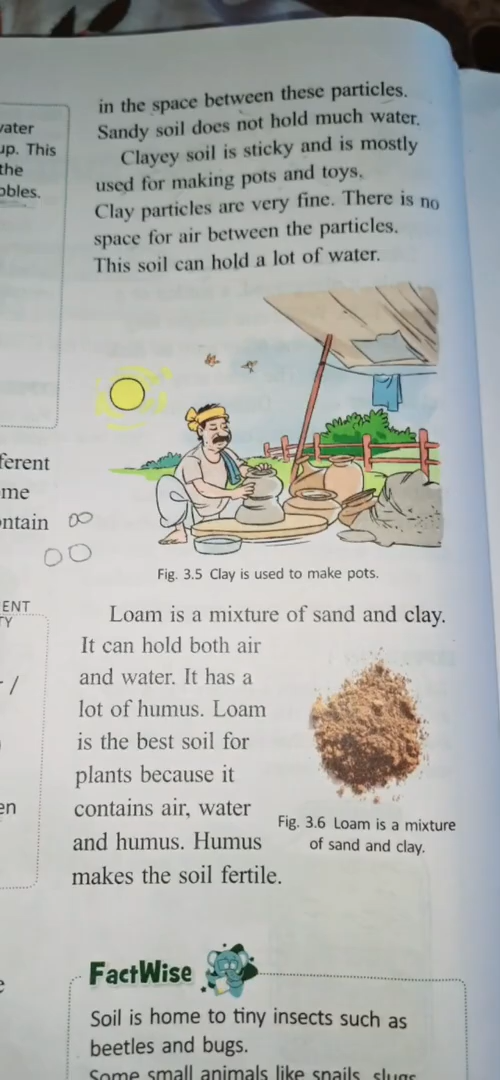 in the space between these particles.
Sandy soil does not hold much water.
Clayey soil is sticky and is mostly
used for making pots and toys.
Clay particles are very fine. There is no
space for air between the particles.
This soil can hold a lot of water.
Fig. 3.5 Clay is used to make pots.
Loam is a mixture of sand and clay.
It can hold both air
and water. It has a
lot of humus. Loam
is the best soil for
plants because it
contains air, water
and humus. Humus
makes the soil fertile.
Fig. 3.6 Loam is a mixture
of sand and clay.
FactWise
Soil is home to tiny insects such as
beetles and bugs.
Some small animals like snails, slugs